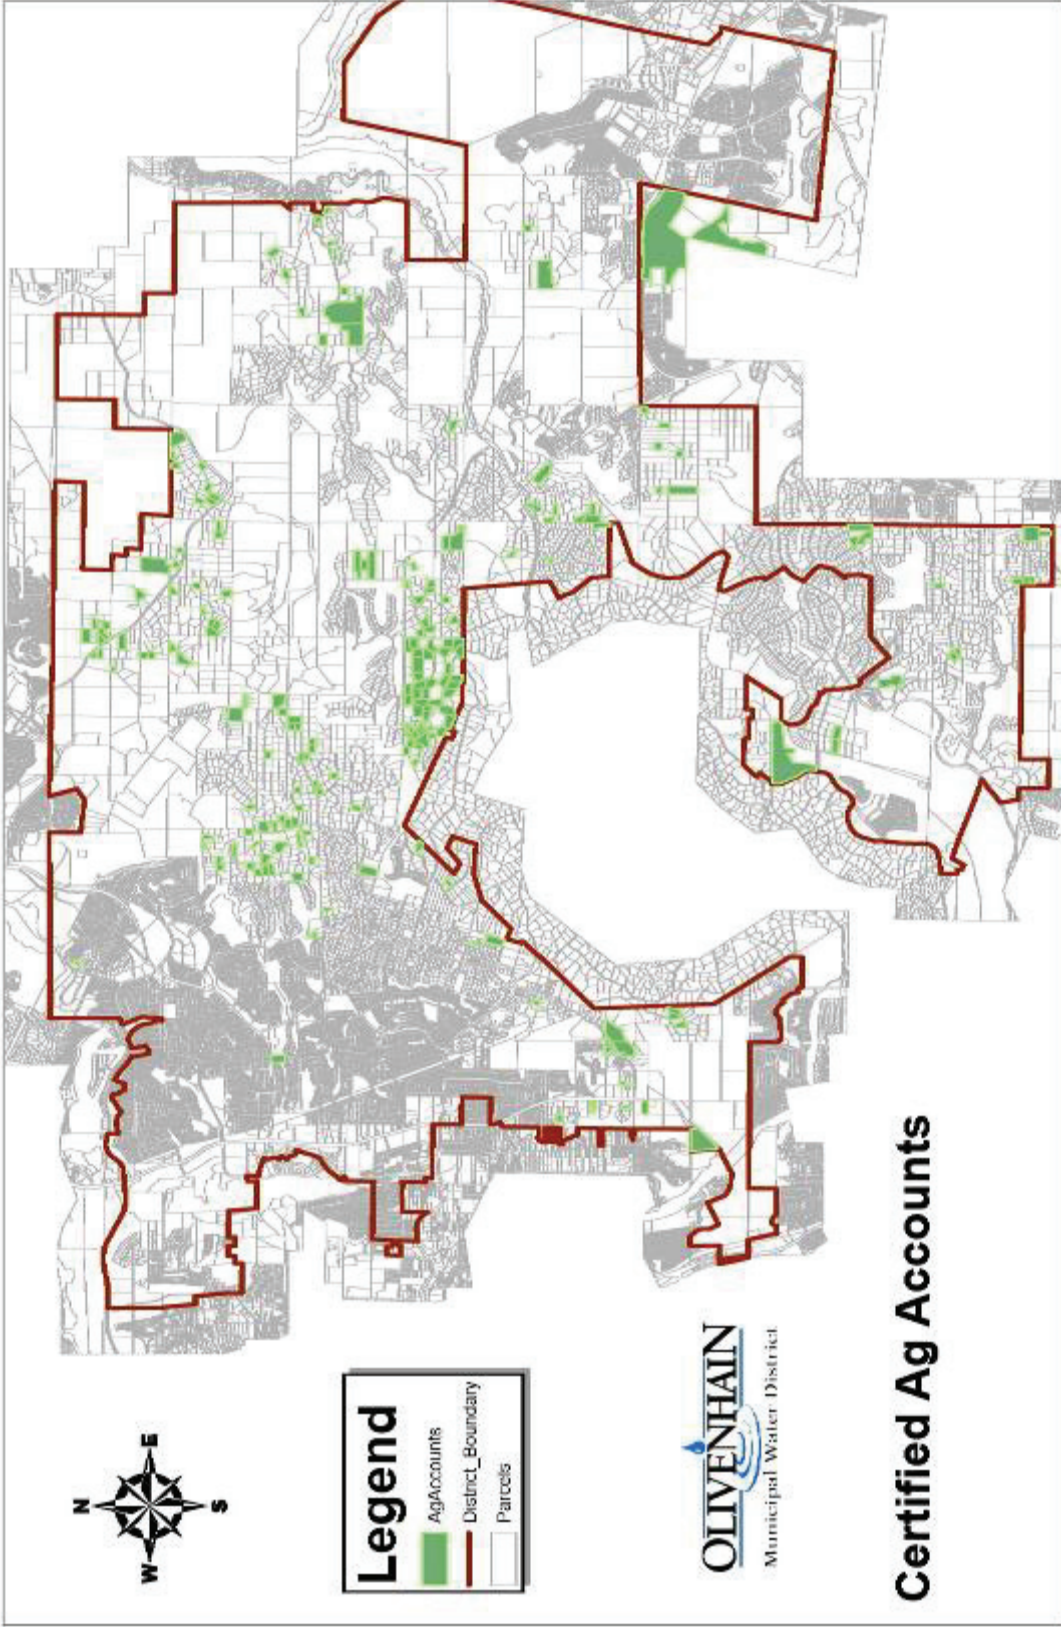 N
W E
S
Legend
AgAccounts
District_Boundary
Parcels
OLIVENHAIN
Municipal Water District
Certified Ag Accounts